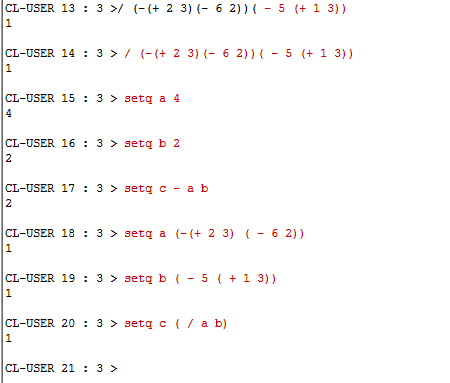 CL-USER 13 : 3 >/ (-(+ 2 3)(- 6 2))( - 5 (+ 1 3))
1
CL-USER 14 : 3 > / (-(+ 2 3)(- 6 2))( - 5 (+ 1 3))
1
CL-USER 15 : 3 > setq a 4
4
CL-USER 16 : 3 > setq b 2
2
CL-USER 17 : 3 > setq c - a b
2
CL-USER 18 : 3 > setq a (-(+ 2 3) ( - 6 2))
1
CL-USER 19 : 3 > setq b ( - 5 ( + 1 3))
1
CL-USER 20 : 3 > setq c ( / a b)
1
CL-USER 21 : 3 >